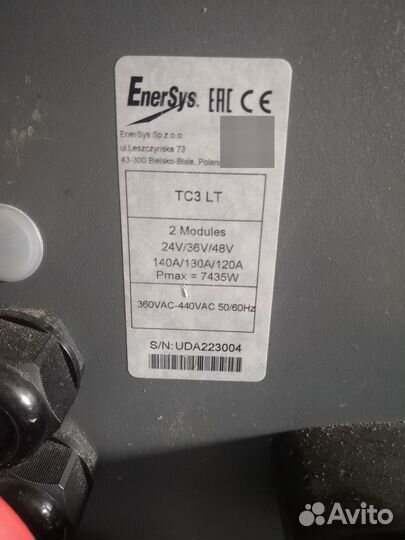 EnerSys. EAC CE
EnerSys Sp.z o.o
ul.Leszczyńska 73
43-300 Bielsko-Biała, Poland
TC3 LT
2 Modules
24V/36V/48V
140A/130A/120A
Pmax = 7435W
360VAC-440VAC 50/60Hz
S/N: UDA223004
Avito